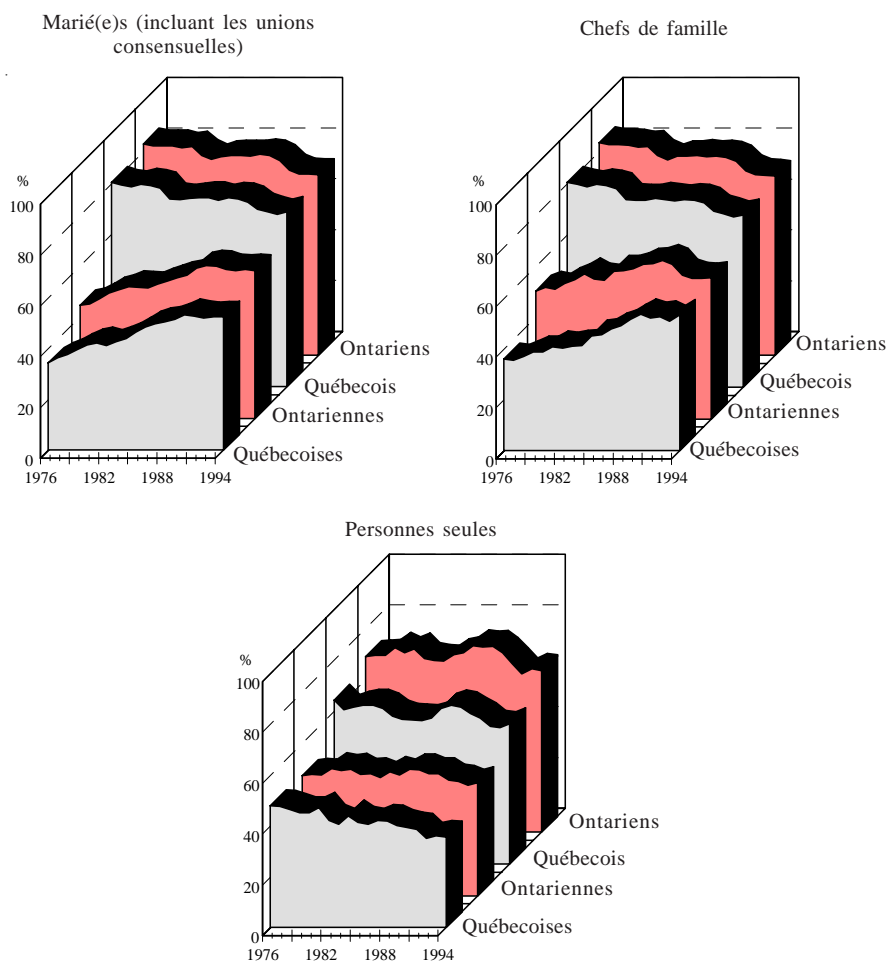 Marié(e)s (incluant les unions
consensuelles)
Chefs de famille
%
100
80
60
40
20
0
1976 1982 1988 1994
Ontariens
Québecois
Ontariennes
Québecoises
%
100
80
60
40
20
0
1976 1982 1988 1994
Ontariens
Québecois
Ontariennes
Québecoises
Personnes seules
%
100
80
60
40
20
0
1976 1982 1988 1994
Ontariens
Québecois
Ontariennes
Québecoises